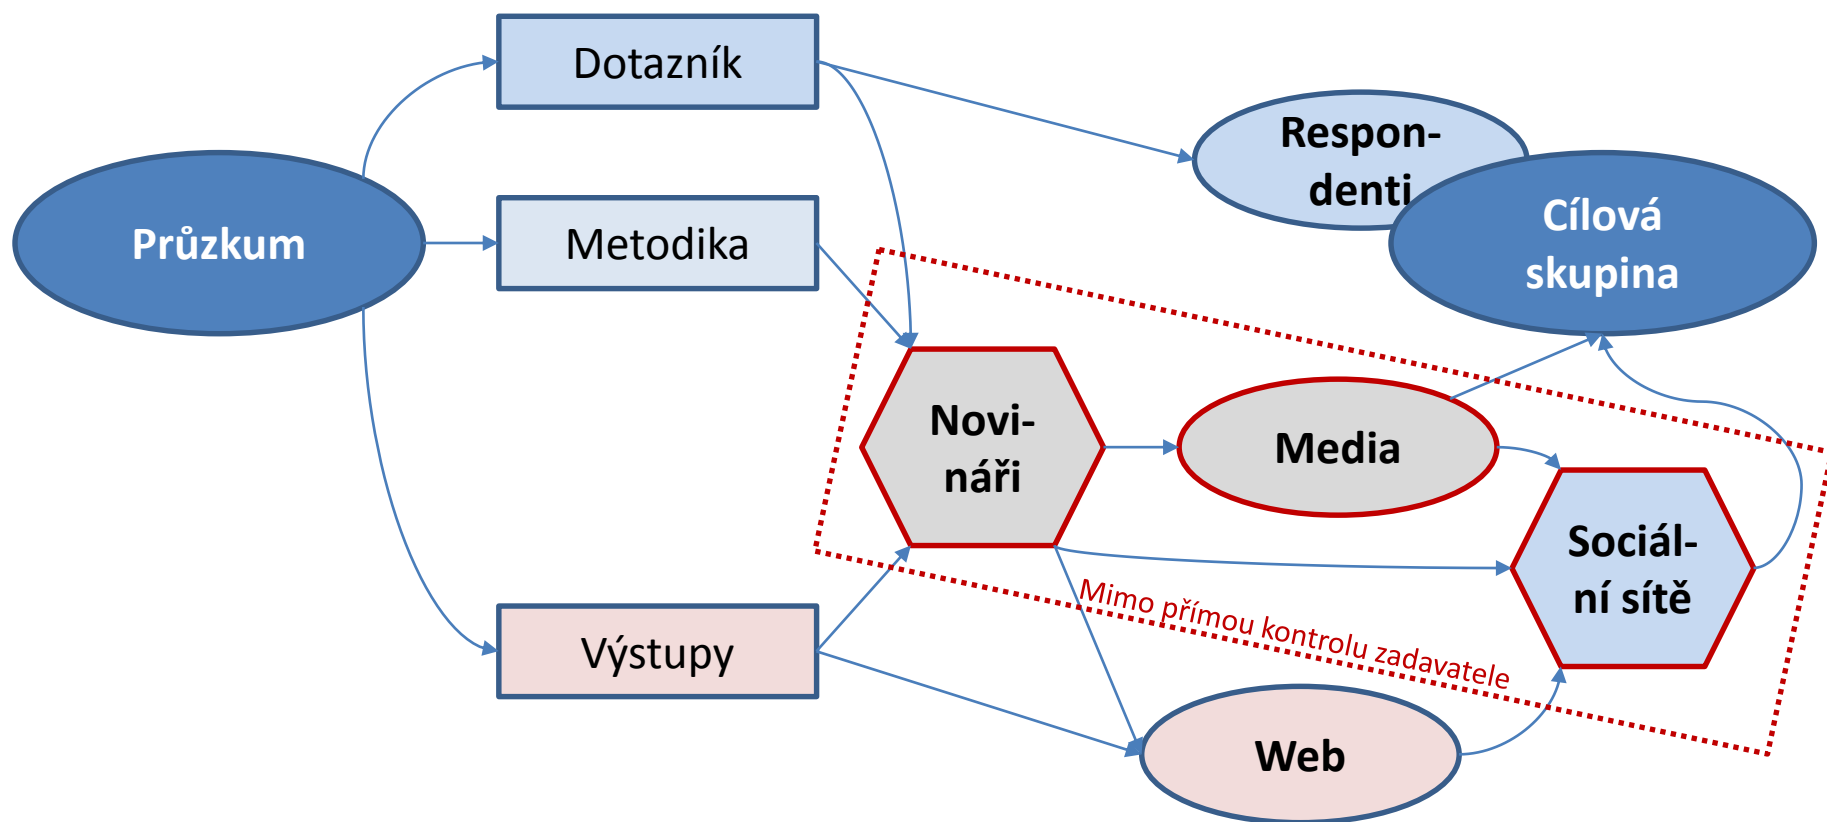 Dotazník
Respon-
denti
Průzkum
Metodika
Cílová
skupina
Novi-
náři
Media
Sociál-
ní sítě
Mimo přímou kontrolu zadavatele
Výstupy
Web